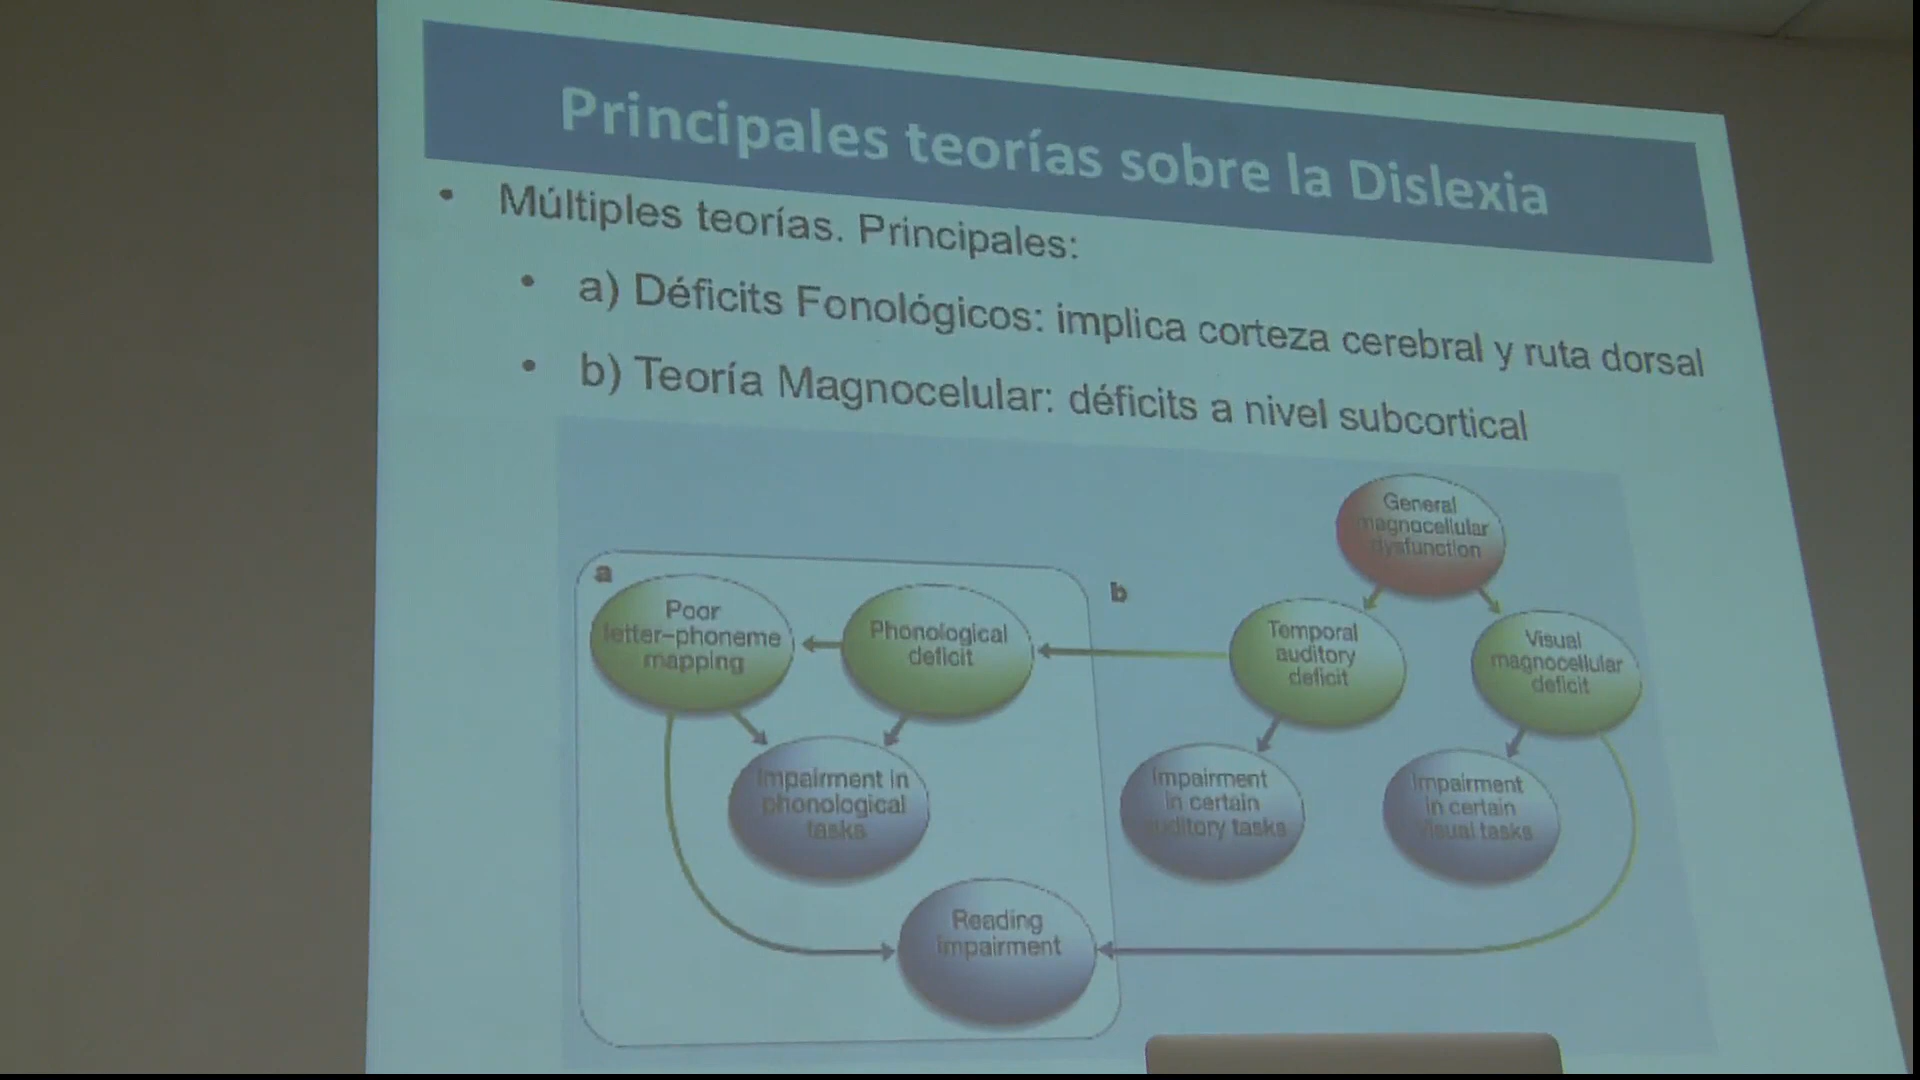 Principales teorías sobre la Dislexia
• Múltiples teorías. Principales:
• a) Déficits Fonológicos: implica corteza cerebral y ruta dorsal
• b) Teoría Magnocelular: déficits a nivel subcortical
General
magnocellular
dysfunction
a
b
Poor
letter–phoneme
mapping
Phonological
deficit
Temporal
auditory
deficit
Visual
magnocellular
deficit
Impairment in
phonological
tasks
Impairment
in certain
auditory tasks
Impairment
in certain
visual tasks
Reading
impairment